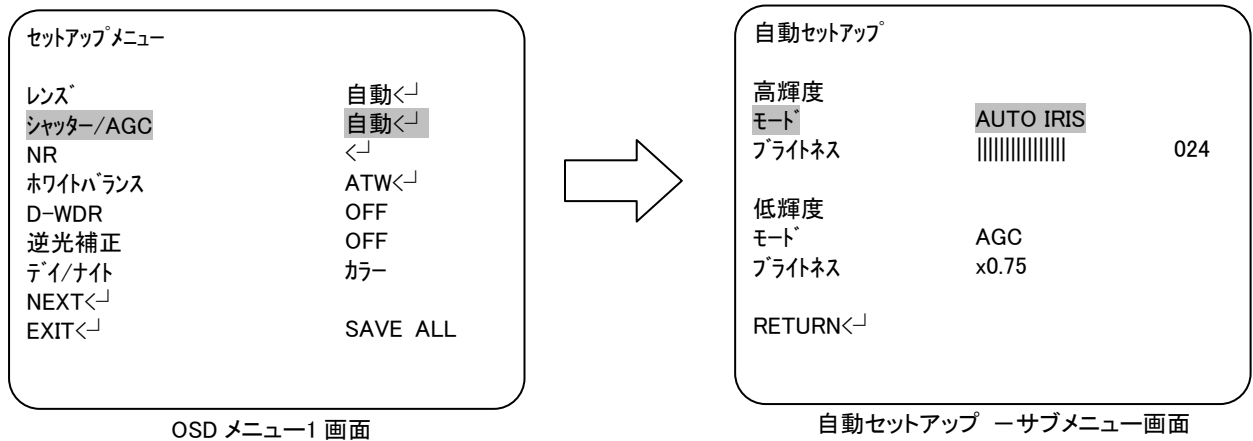 セットアップメニュー
レンズ 自動<┘
シャッター/AGC 自動<┘
NR <┘
ホワイトバランス ATW<┘
D-WDR OFF
逆光補正 OFF
デイ/ナイト カラー
NEXT<┘
EXIT<┘ SAVE ALL
OSD メニュー1 画面
自動セットアップ
高輝度
モード AUTO IRIS
ブライトネス |||||||||||||||| 024
低輝度
モード AGC
ブライトネス x0.75
RETURN<┘
自動セットアップ －サブメニュー画面